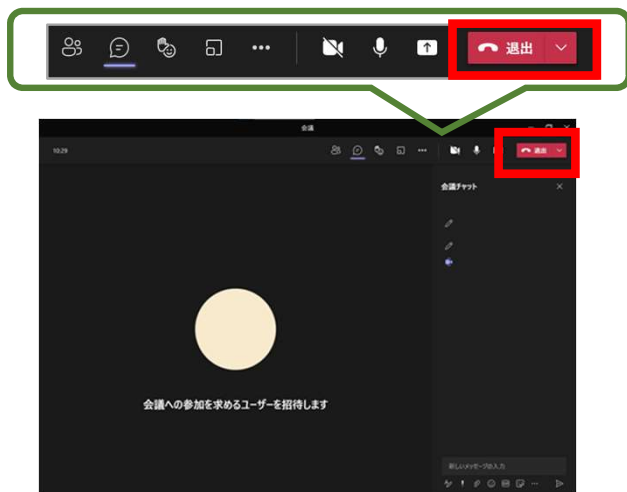 退出
会議
10:29
退出
会議チャット
会議への参加を求めるユーザーを招待します
新しいメッセージの入力